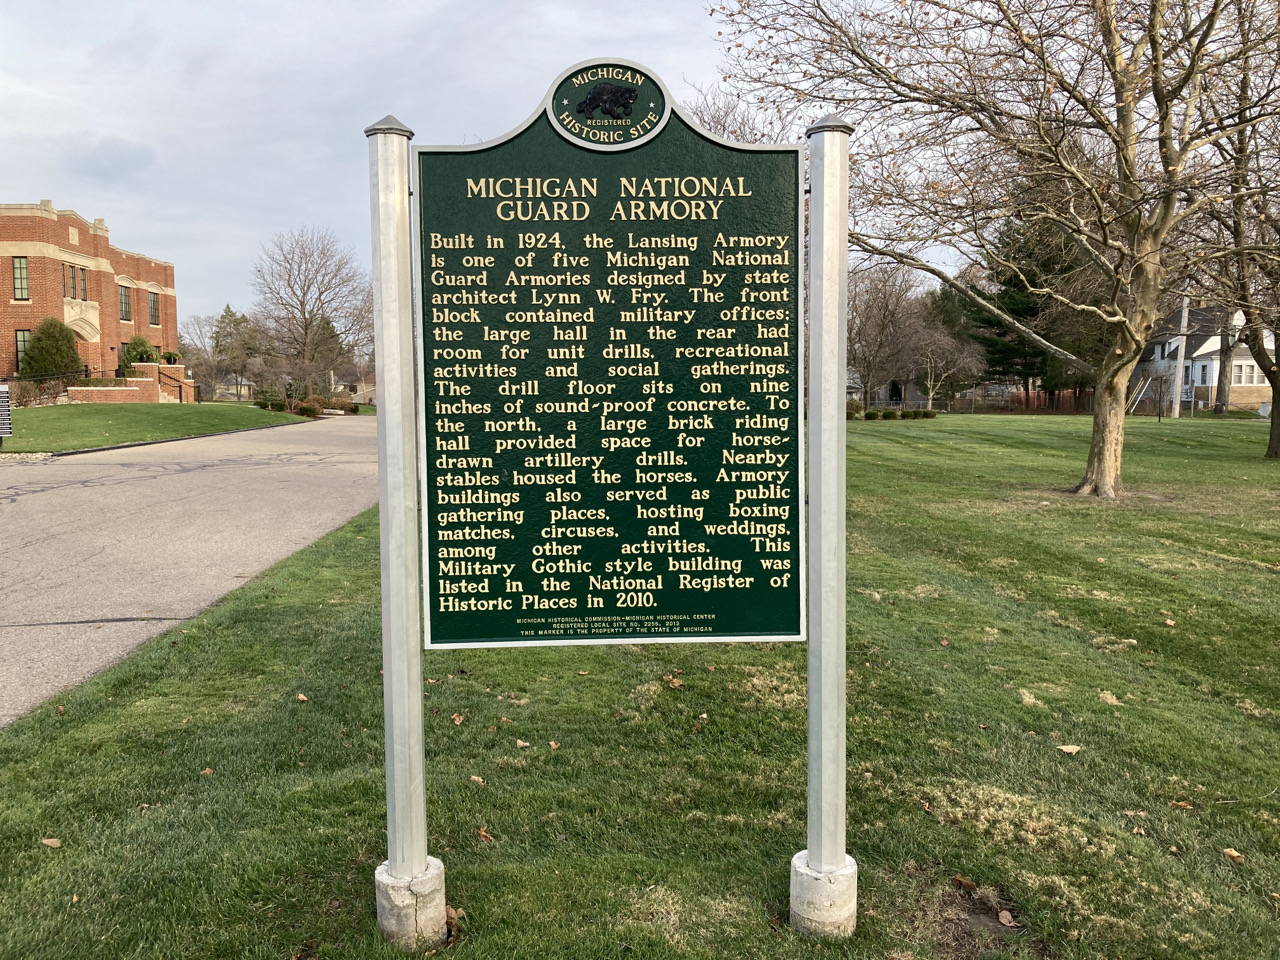 MICHIGAN
REGISTERED
HISTORIC SITE
MICHIGAN NATIONAL
GUARD ARMORY
Built in 1924, the Lansing Armory
is one of five Michigan National
Guard Armories designed by state
architect Lynn W. Fry. The front
block contained military offices;
the large hall in the rear had
room for unit drills, recreational
activities and social gatherings.
The drill floor sits on nine
inches of sound-proof concrete. To
the north, a large brick riding
hall provided space for horse-
drawn artillery drills. Nearby
stables housed the horses. Armory
buildings also served as public
gathering places, hosting boxing
matches, circuses, and weddings,
among other activities. This
Military Gothic style building was
listed in the National Register of
Historic Places in 2010.
MICHIGAN HISTORICAL COMMISSION-MICHIGAN HISTORICAL CENTER
REGISTERED LOCAL SITE NO. 2255, 2013
THIS MARKER IS THE PROPERTY OF THE STATE OF MICHIGAN